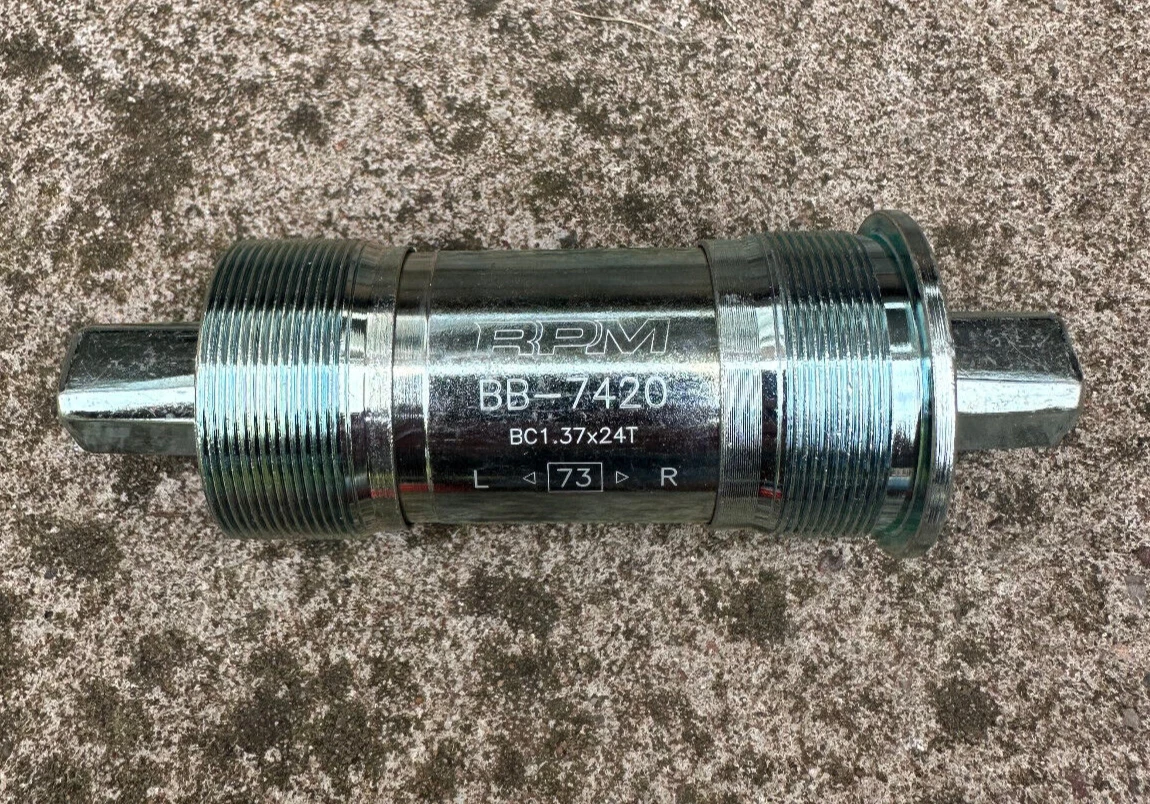 RPM
BB-7420
BC1.37x24T
L ◁ 73 ▷ R